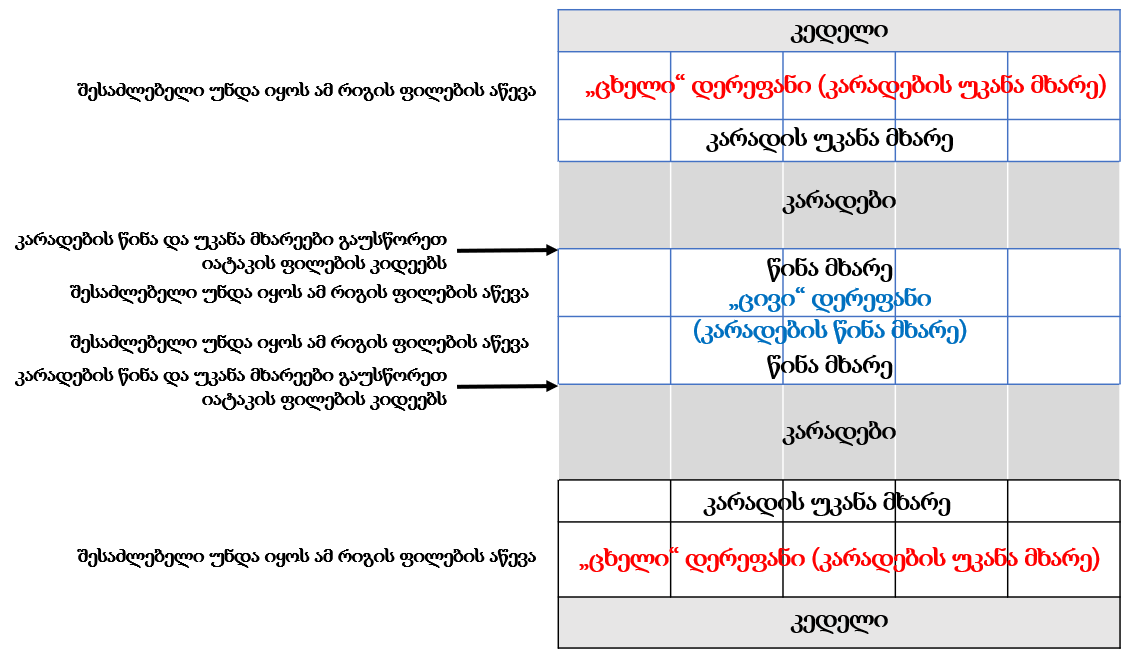 კედელი
შესაძლებელი უნდა იყოს ამ რიგის ფილების აწევა
„ცხელი“ დერეფანი (კარადების უკანა მხარე)
კარადის უკანა მხარე
კარადები
კარადების წინა და უკანა მხარეები გაუსწორეთ
იატაკის ფილების კიდეებს
წინა მხარე
შესაძლებელი უნდა იყოს ამ რიგის ფილების აწევა
„ცივი“ დერეფანი
(კარადების წინა მხარე)
შესაძლებელი უნდა იყოს ამ რიგის ფილების აწევა
წინა მხარე
კარადების წინა და უკანა მხარეები გაუსწორეთ
იატაკის ფილების კიდეებს
კარადები
კარადის უკანა მხარე
შესაძლებელი უნდა იყოს ამ რიგის ფილების აწევა
„ცხელი“ დერეფანი (კარადების უკანა მხარე)
კედელი